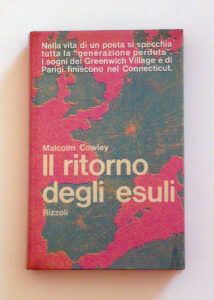 Nella vita di un poeta si specchia
tutta la "generazione perduta".
I sogni del Greenwich Village e di
Parigi finiscono nel Connecticut.
Malcolm Cowley
Il ritorno
degli esuli
Rizzoli